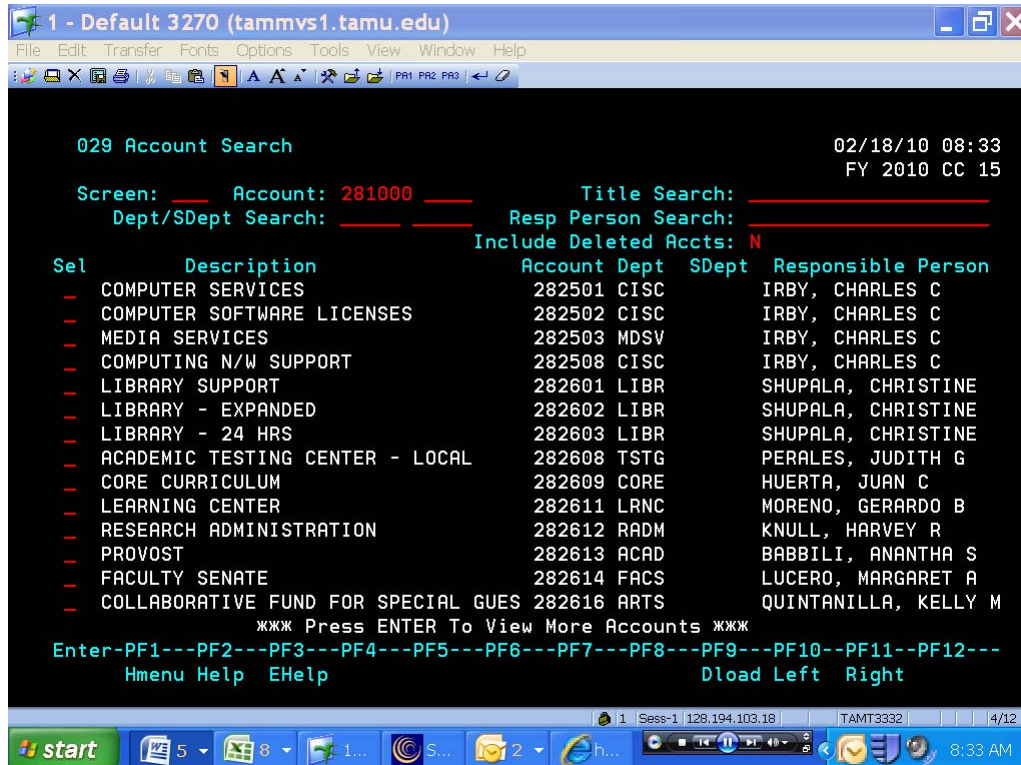 1 - Default 3270 (tammvs1.tamu.edu)
File Edit Transfer Fonts Options Tools View Window Help
A A A PA1 PA2 PA3
029 Account Search 02/18/10 08:33
FY 2010 CC 15
Screen: ___ Account: 281000 _____ Title Search: ____________________
Dept/SDept Search: _____ _____ Resp Person Search: ____________________
Include Deleted Accts: N
Sel Description Account Dept SDept Responsible Person
_ COMPUTER SERVICES 282501 CISC IRBY, CHARLES C
_ COMPUTER SOFTWARE LICENSES 282502 CISC IRBY, CHARLES C
_ MEDIA SERVICES 282503 MDSV IRBY, CHARLES C
_ COMPUTING N/W SUPPORT 282508 CISC IRBY, CHARLES C
_ LIBRARY SUPPORT 282601 LIBR SHUPALA, CHRISTINE
_ LIBRARY - EXPANDED 282602 LIBR SHUPALA, CHRISTINE
_ LIBRARY - 24 HRS 282603 LIBR SHUPALA, CHRISTINE
_ ACADEMIC TESTING CENTER - LOCAL 282608 TSTG PERALES, JUDITH G
_ CORE CURRICULUM 282609 CORE HUERTA, JUAN C
_ LEARNING CENTER 282611 LRNC MORENO, GERARDO B
_ RESEARCH ADMINISTRATION 282612 RADM KNULL, HARVEY R
_ PROVOST 282613 ACAD BABBILI, ANANTHA S
_ FACULTY SENATE 282614 FACS LUCERO, MARGARET A
_ COLLABORATIVE FUND FOR SPECIAL GUES 282616 ARTS QUINTANILLA, KELLY M
*** Press ENTER To View More Accounts ***
Enter-PF1---PF2---PF3---PF4---PF5---PF6---PF7---PF8---PF9---PF10--PF11--PF12---
Hmenu Help EHelp Dload Left Right
1 Sess-1 128.194.103.18 TAMT3332 4/12
start 5 8 1... S... 2 h... 8:33 AM